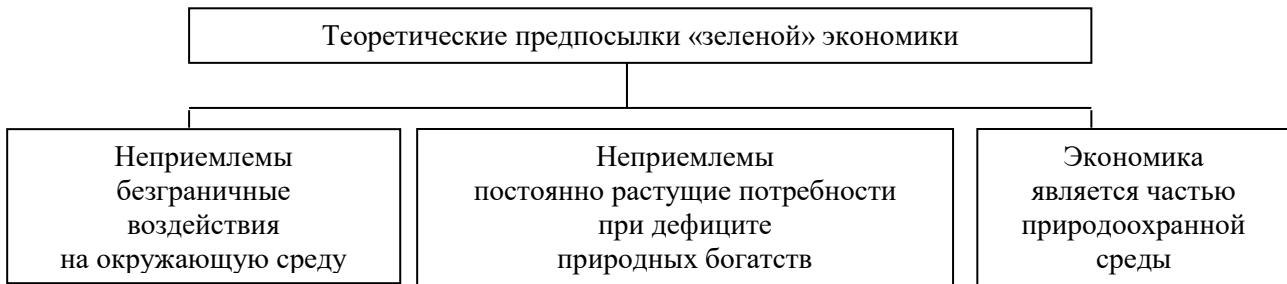 Теоретические предпосылки «зеленой» экономики
Неприемлемы
безграничные
воздействия
на окружающую среду
Неприемлемы
постоянно растущие потребности
при дефиците
природных богатств
Экономика
является частью
природоохранной
среды